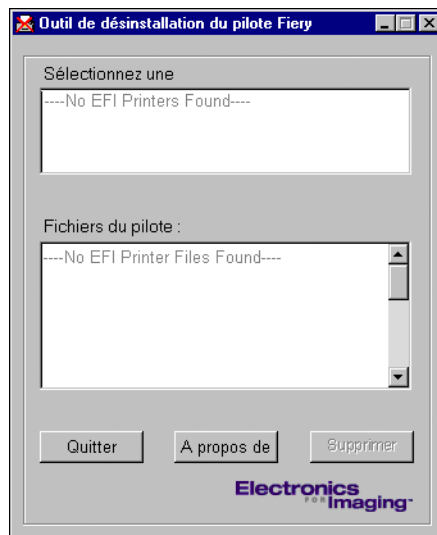 Outil de désinstallation du pilote Fiery
Sélectionnez une
----No EFI Printers Found----
Fichiers du pilote :
----No EFI Printer Files Found----
Quitter
A propos de
Supprimer
Electronics
FOR Imaging